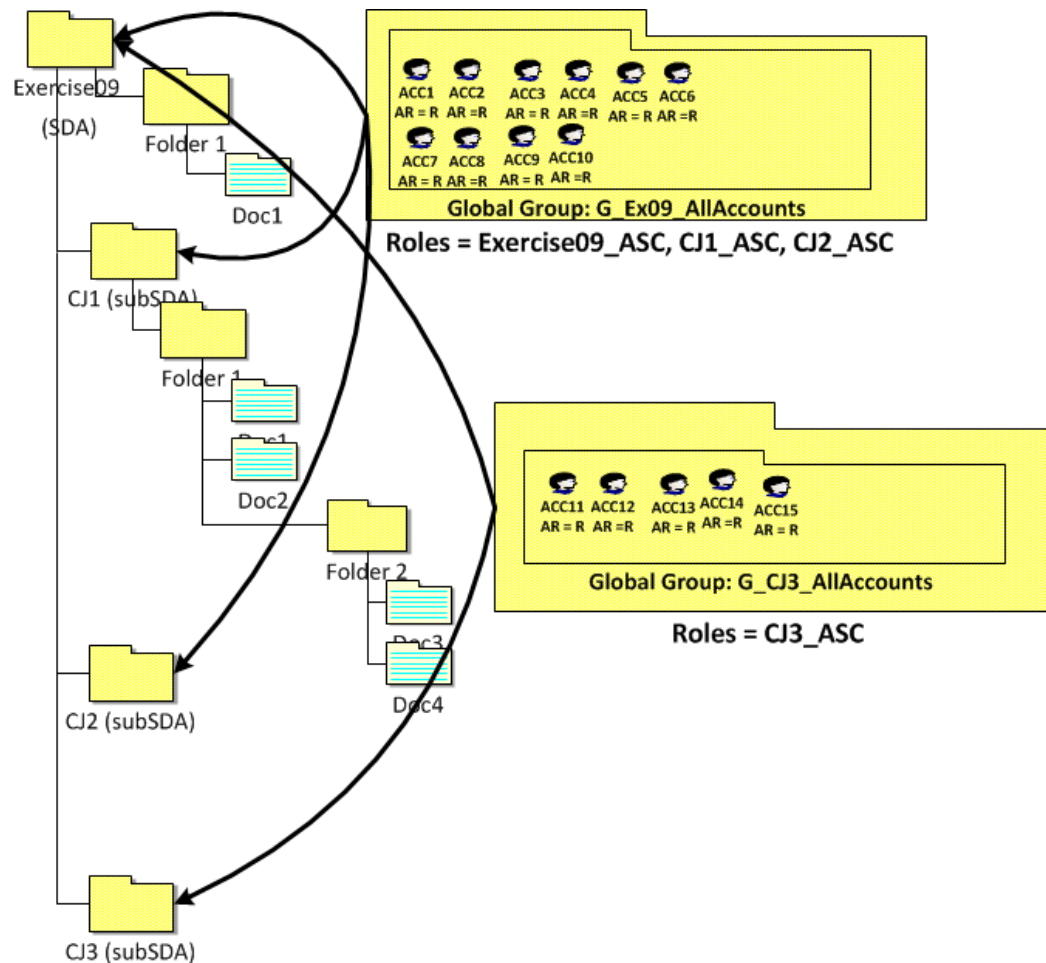 Exercise09
(SDA)
Folder 1
Doc1
CJ1 (subSDA)
Folder 1
Doc1
Doc2
Folder 2
Doc3
Doc4
CJ2 (subSDA)
CJ3 (subSDA)
ACC1 ACC2 ACC3 ACC4 ACC5 ACC6
AR = R AR =R AR = R AR =R AR = R AR =R
ACC7 ACC8 ACC9 ACC10
AR = R AR =R AR = R AR =R
Global Group: G_Ex09_AllAccounts
Roles = Exercise09_ASC, CJ1_ASC, CJ2_ASC
ACC11 ACC12 ACC13 ACC14 ACC15
AR = R AR =R AR = R AR =R AR = R
Global Group: G_CJ3_AllAccounts
Roles = CJ3_ASC